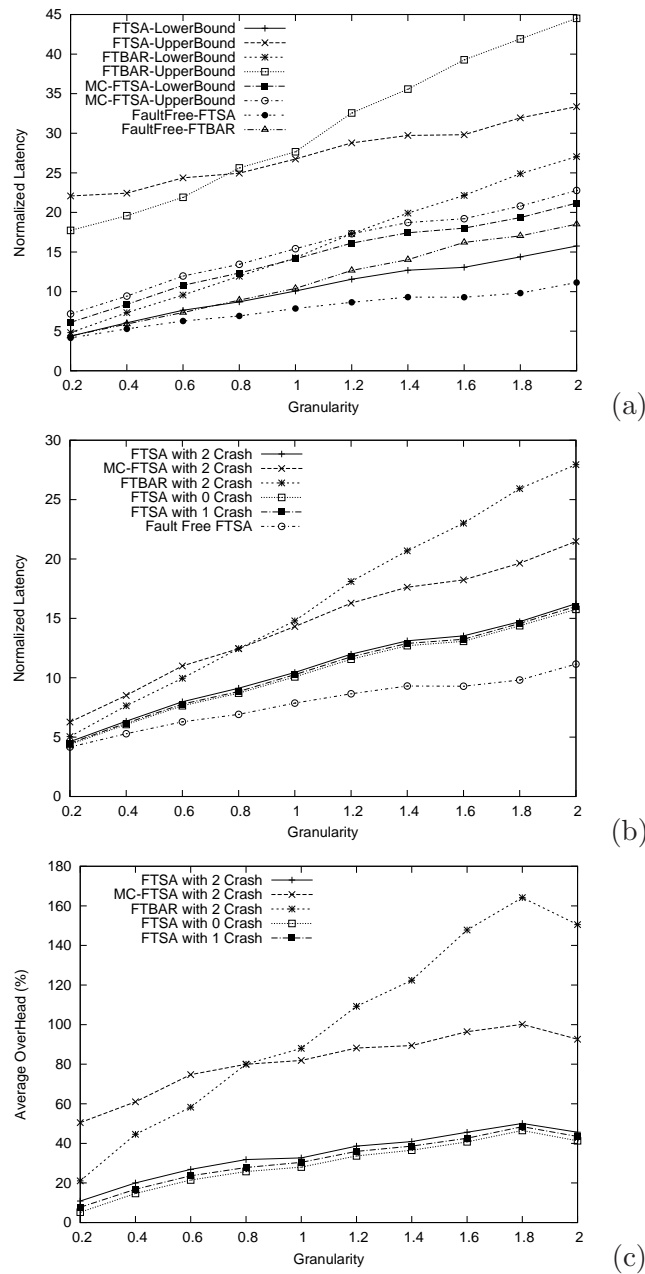 45
40
35
30
25
20
15
10
5
0
Normalized Latency
FTSA-LowerBound
FTSA-UpperBound
FTBAR-LowerBound
FTBAR-UpperBound
MC-FTSA-LowerBound
MC-FTSA-UpperBound
FaultFree-FTSA
FaultFree-FTBAR
0.2 0.4 0.6 0.8 1 1.2 1.4 1.6 1.8 2
Granularity
(a)
30
25
20
15
10
5
0
Normalized Latency
FTSA with 2 Crash
MC-FTSA with 2 Crash
FTBAR with 2 Crash
FTSA with 0 Crash
FTSA with 1 Crash
Fault Free FTSA
0.2 0.4 0.6 0.8 1 1.2 1.4 1.6 1.8 2
Granularity
(b)
180
160
140
120
100
80
60
40
20
0
Average OverHead (%)
FTSA with 2 Crash
MC-FTSA with 2 Crash
FTBAR with 2 Crash
FTSA with 0 Crash
FTSA with 1 Crash
0.2 0.4 0.6 0.8 1 1.2 1.4 1.6 1.8 2
Granularity
(c)